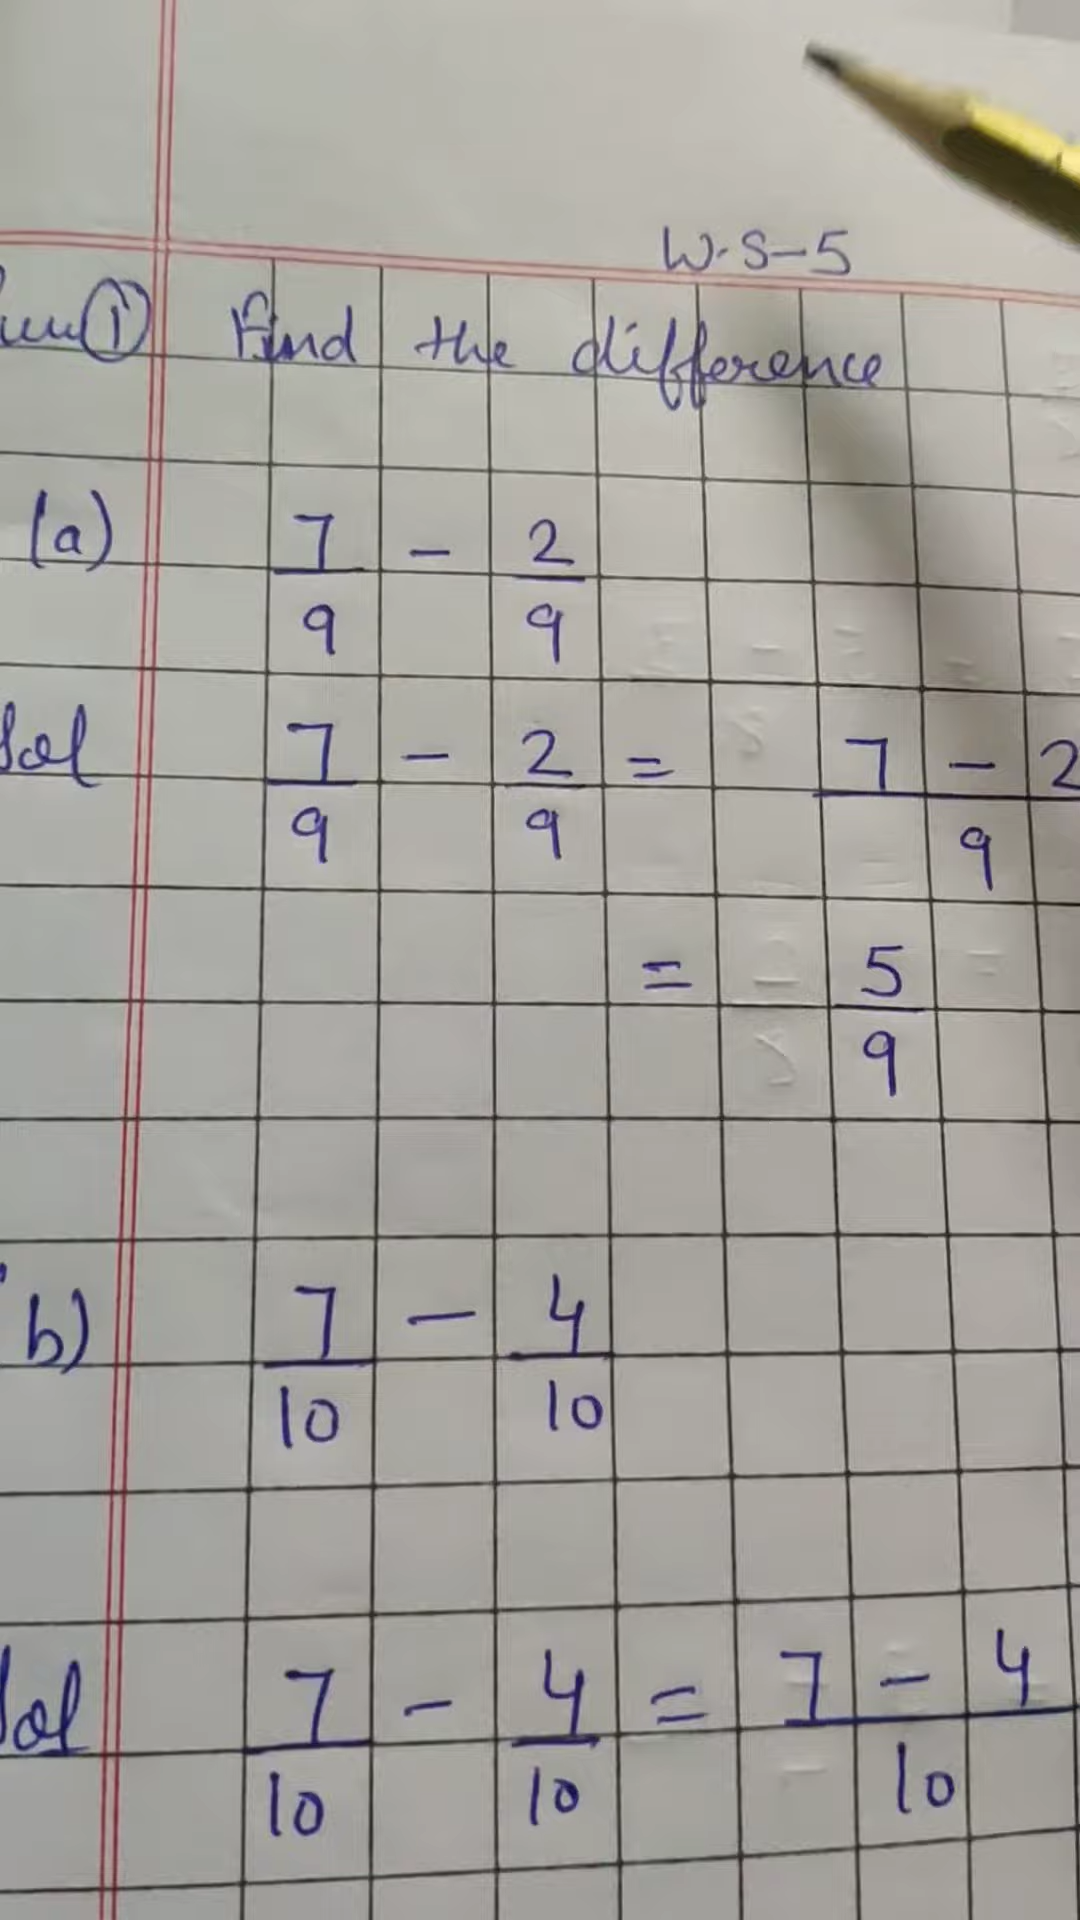 W.S-5
① Find the difference
(a) 7/9 - 2/9
Sol 7/9 - 2/9 = 7 - 2/9
= 5/9
b) 7/10 - 4/10
Sol 7/10 - 4/10 = 7 - 4/10